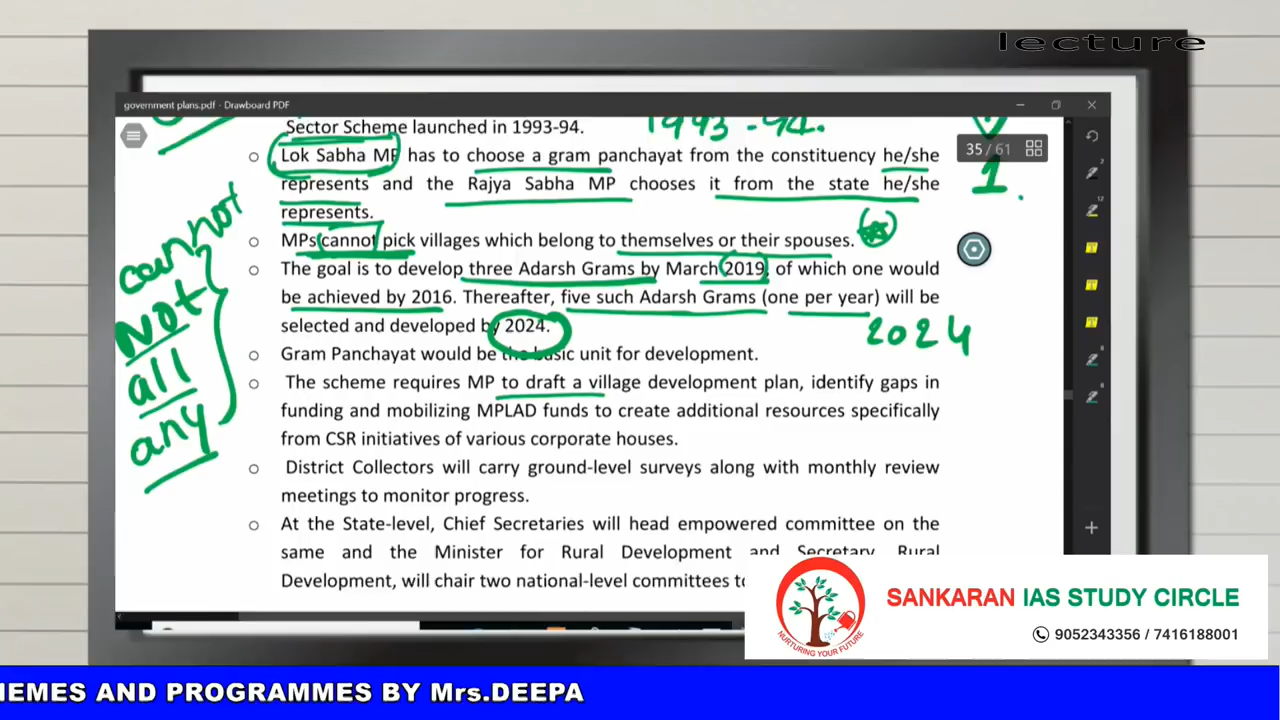 lecture
government plans.pdf - Drawboard PDF
Sector Scheme launched in 1993-94.
1993-94.
35 / 61
Lok Sabha MP has to choose a gram panchayat from the constituency he/she
represents and the Rajya Sabha MP chooses it from the state he/she
1.
represents.
MPs cannot pick villages which belong to themselves or their spouses.
cannot
The goal is to develop three Adarsh Grams by March 2019, of which one would
be achieved by 2016. Thereafter, five such Adarsh Grams (one per year) will be
Not
selected and developed by 2024.
2024
Gram Panchayat would be the basic unit for development.
all
The scheme requires MP to draft a village development plan, identify gaps in
funding and mobilizing MPLAD funds to create additional resources specifically
any
from CSR initiatives of various corporate houses.
District Collectors will carry ground-level surveys along with monthly review
meetings to monitor progress.
At the State-level, Chief Secretaries will head empowered committee on the
same and the Minister for Rural Development and Secretary, Rural
Development, will chair two national-level committees to
NURTURING YOUR FUTURE
SANKARAN IAS STUDY CIRCLE
9052343356 / 7416188001
HEMES AND PROGRAMMES BY Mrs.DEEPA